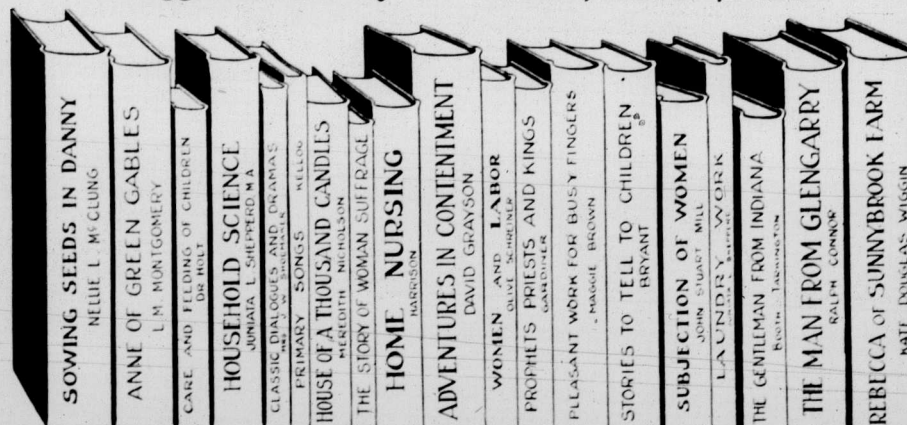 SOWING SEEDS IN DANNY
NELLIE L. McCLUNG
ANNE OF GREEN GABLES
L.M. MONTGOMERY
CARE AND FEEDING OF CHILDREN
DR HOLT
HOUSEHOLD SCIENCE
JUNIATA L. SHEPPERD M A
CLASSIC DIALOGUES AND DRAMAS
MRS J. W. SHOEMAKER
PRIMARY SONGS KELLOG
HOUSE OF A THOUSAND CANDLES
MEREDITH NICHOLSON
THE STORY OF WOMAN SUFFRAGE
HOME NURSING
HARRISON
ADVENTURES IN CONTENTMENT
DAVID GRAYSON
WOMEN AND LABOR
OLIVE SCHREINER
PROPHETS PRIESTS AND KINGS
GARDINER
PLEASANT WORK FOR BUSY FINGERS
- MAGGIE BROWN
STORIES TO TELL TO CHILDREN
BRYANT
SUBJECTION OF WOMEN
JOHN STUART MILL
LAUNDRY WORK
THE GENTLEMAN FROM INDIANA
BOOTH TARKINGTON
THE MAN FROM GLENGARRY
RALPH CONNOR
REBECCA OF SUNNYBROOK FARM
KATE DOUGLAS WIGGIN